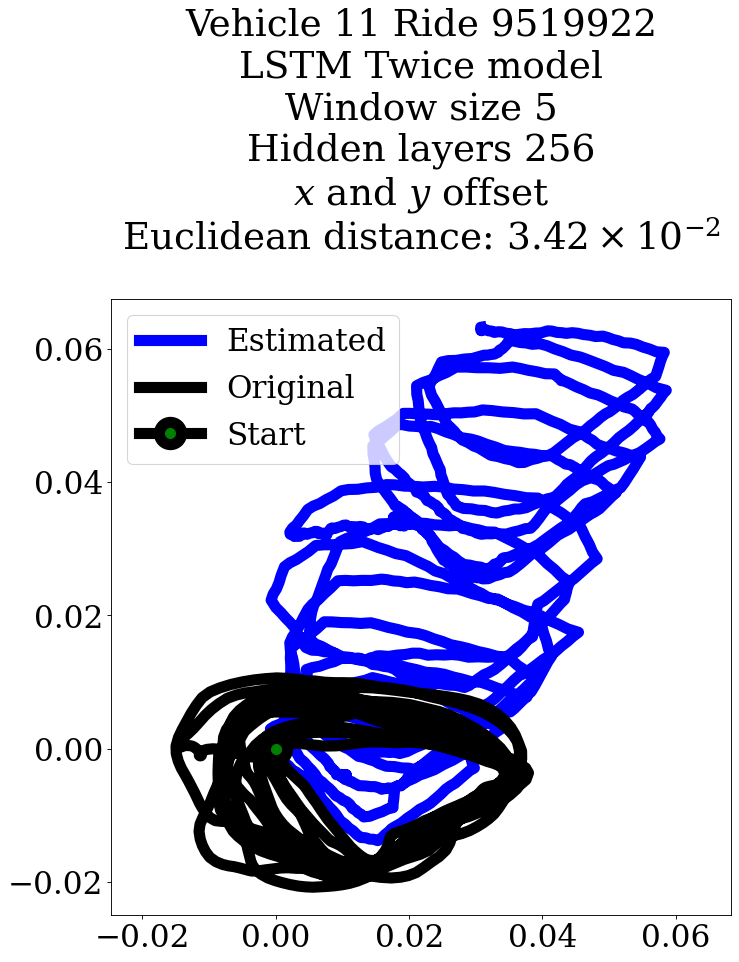 Vehicle 11 Ride 9519922
LSTM Twice model
Window size 5
Hidden layers 256
x and y offset
Euclidean distance: 3.42 × 10⁻²
Estimated
Original
Start
0.06
0.04
0.02
0.00
−0.02
−0.02 0.00 0.02 0.04 0.06